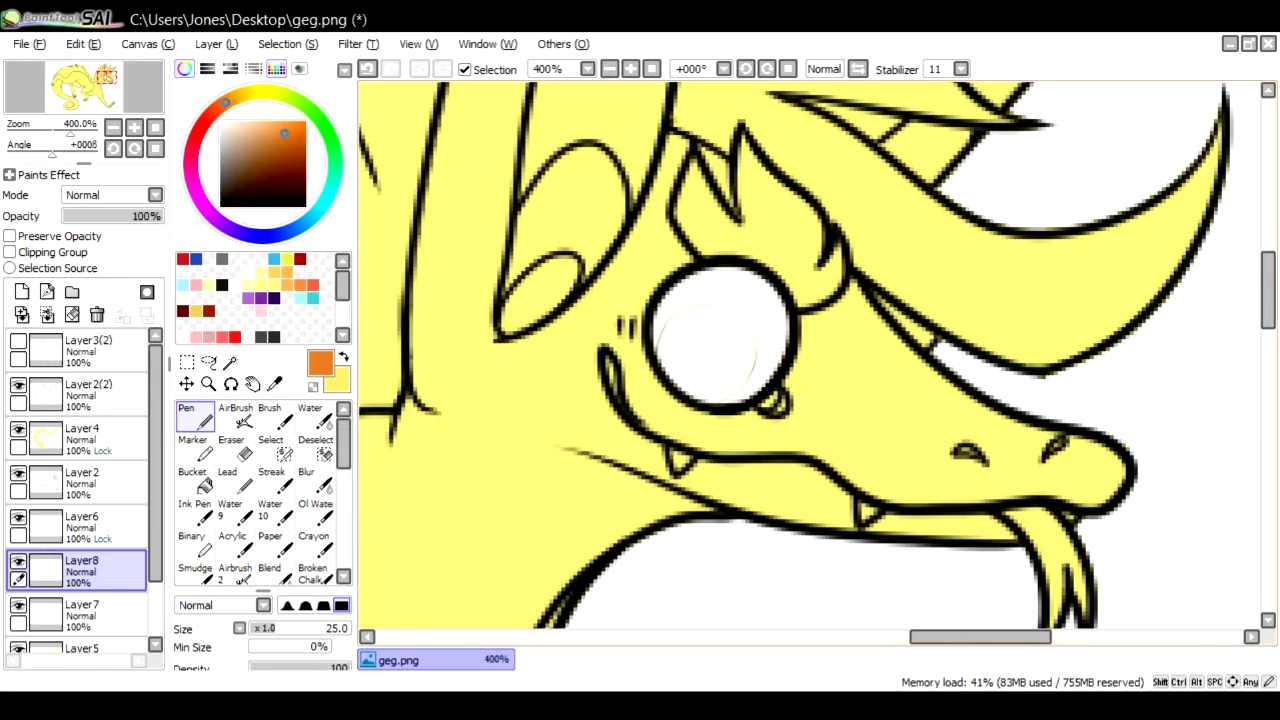 PaintTool SAI C:\Users\Jones\Desktop\geg.png (*)
File (F) Edit (E) Canvas (C) Layer (L) Selection (S) Filter (T) View (V) Window (W) Others (O)
Selection 400% +000° Normal Stabilizer 11
Zoom 400.0%
Angle +000ß
Paints Effect
Mode Normal
Opacity 100%
Preserve Opacity
Clipping Group
Selection Source
Layer3(2)
Normal
100%
Layer2(2)
Normal
100%
Layer4
Normal
100% Lock
Layer2
Normal
100%
Layer6
Normal
100% Lock
Layer8
Normal
100%
Layer7
Normal
100%
Layer5
Pen AirBrush Brush Water
Marker Eraser Select Deselect
Bucket Lead Streak Blur
Ink Pen Water 9 Water 10 Oil Wate
Binary Acrylic Paper Crayon
Smudge Airbrush 2 Blend Broken Chalk
Normal
Size x 1.0 25.0
Min Size 0%
Density 100
geg.png 400%
Memory load: 41% (83MB used / 755MB reserved) Shift Ctrl Alt SPC Any